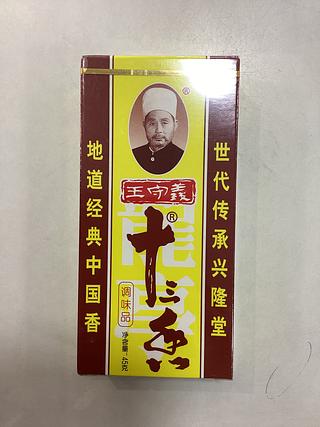 ®
王守義
®
十三香
调味品
净含量：45克
地道经典中国香
世代传承兴隆堂